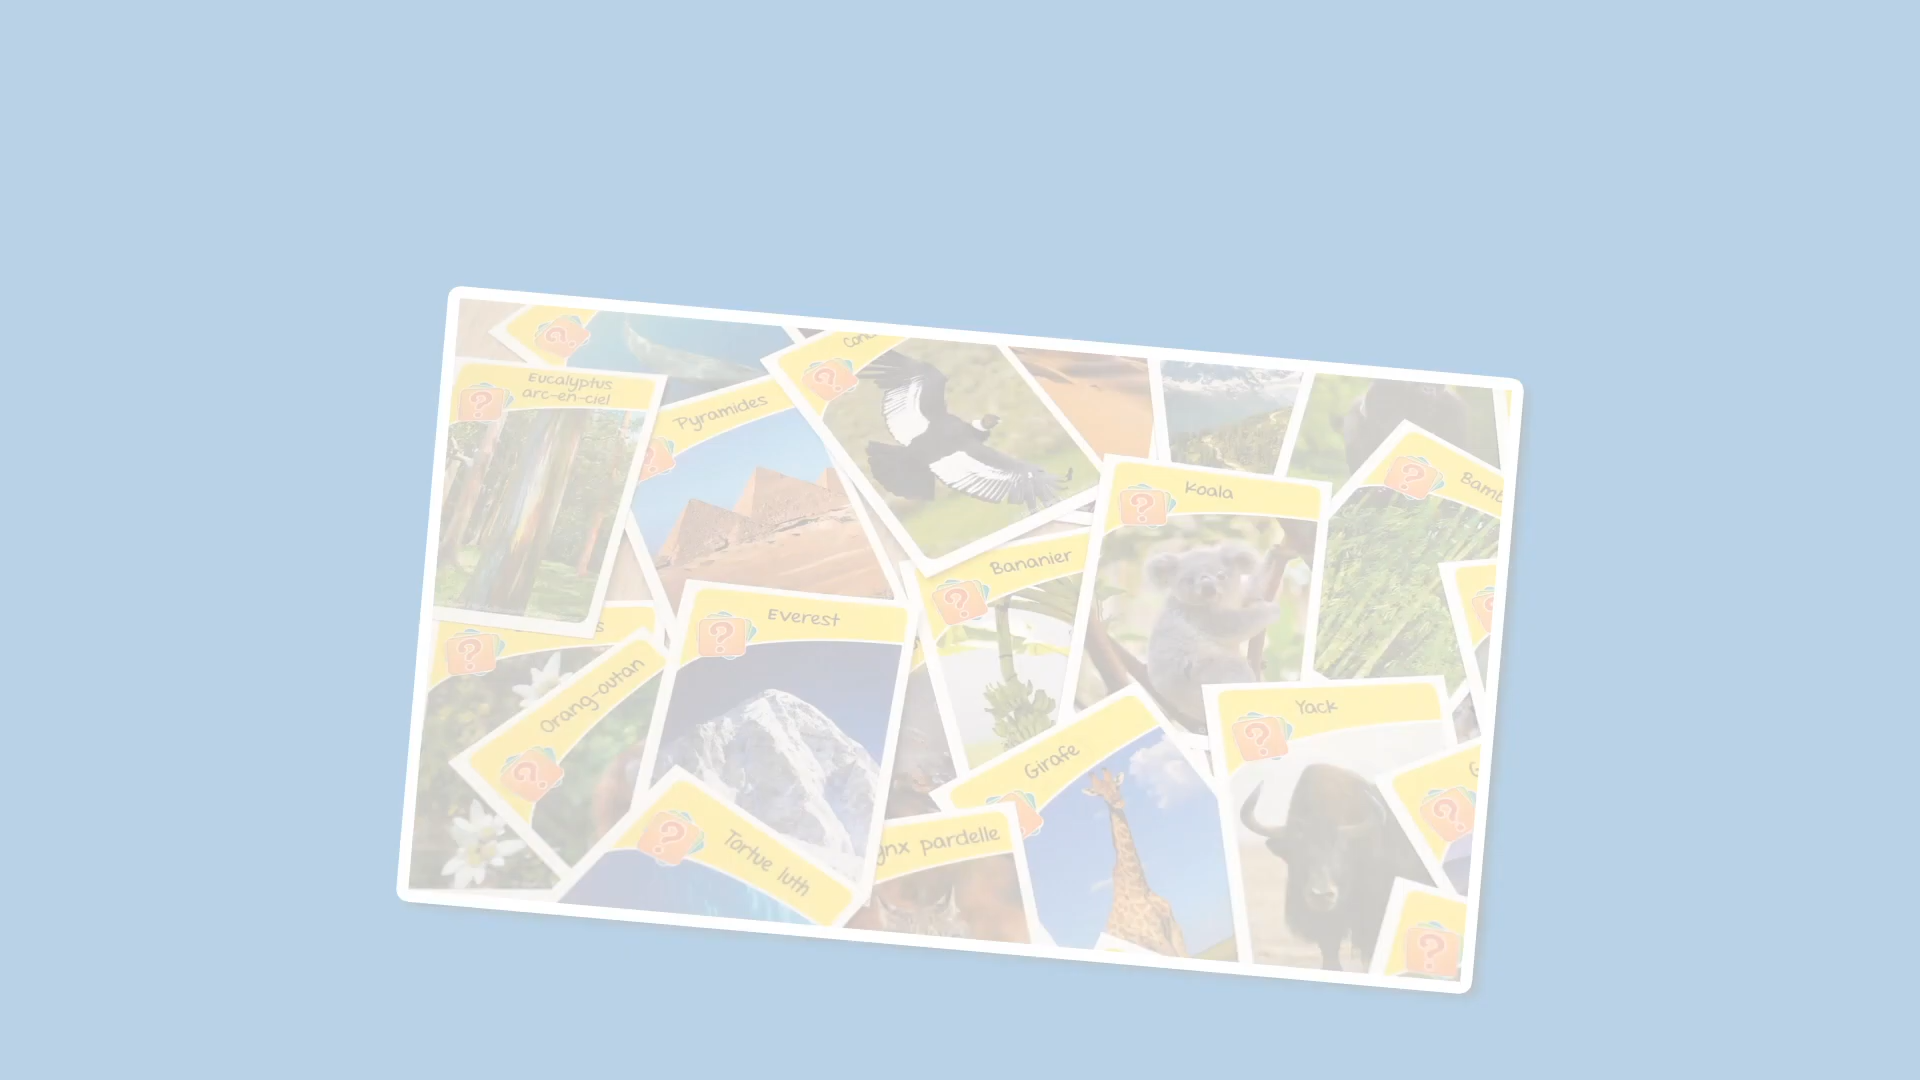 Eucalyptus
arc-en-ciel
Pyramides
Koala
Bananier
Everest
Orang-outan
Yack
Girafe
Tortue luth
pardelle